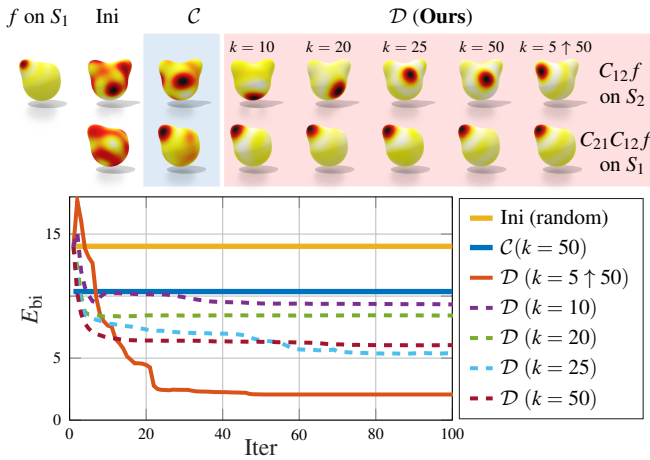 f on S₁ Ini C D (Ours)
k = 10 k = 20 k = 25 k = 50 k = 5 ↑ 50
C₁₂f
on S₂
C₂₁C₁₂f
on S₁
15
10
5
0
0 20 40 60 80 100
E_bi
Iter
Ini (random)
C (k = 50)
D (k = 5 ↑ 50)
D (k = 10)
D (k = 20)
D (k = 25)
D (k = 50)